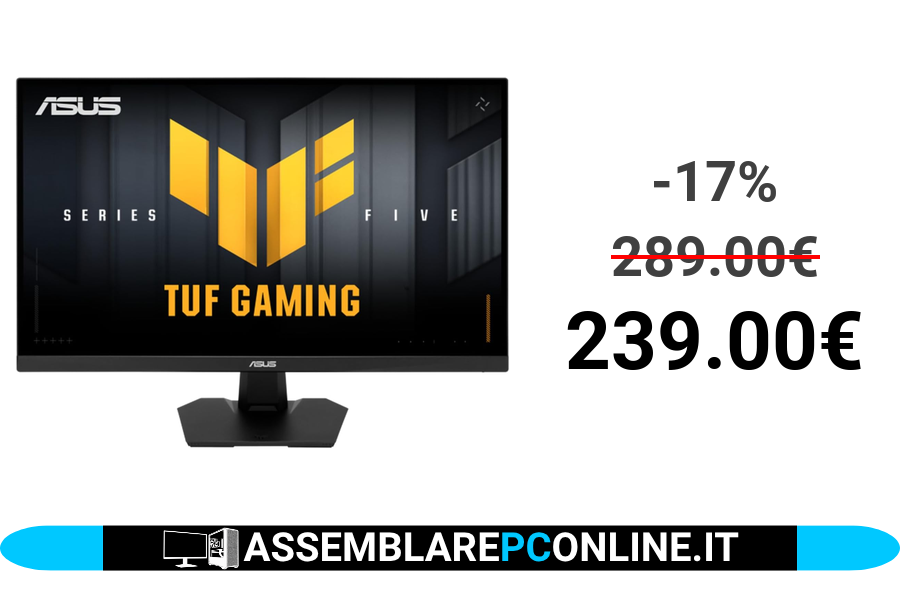 ASUS
SERIES FIVE
TUF GAMING
ASUS
-17%
289.00€
239.00€
ASSEMBLAREPCONLINE.IT